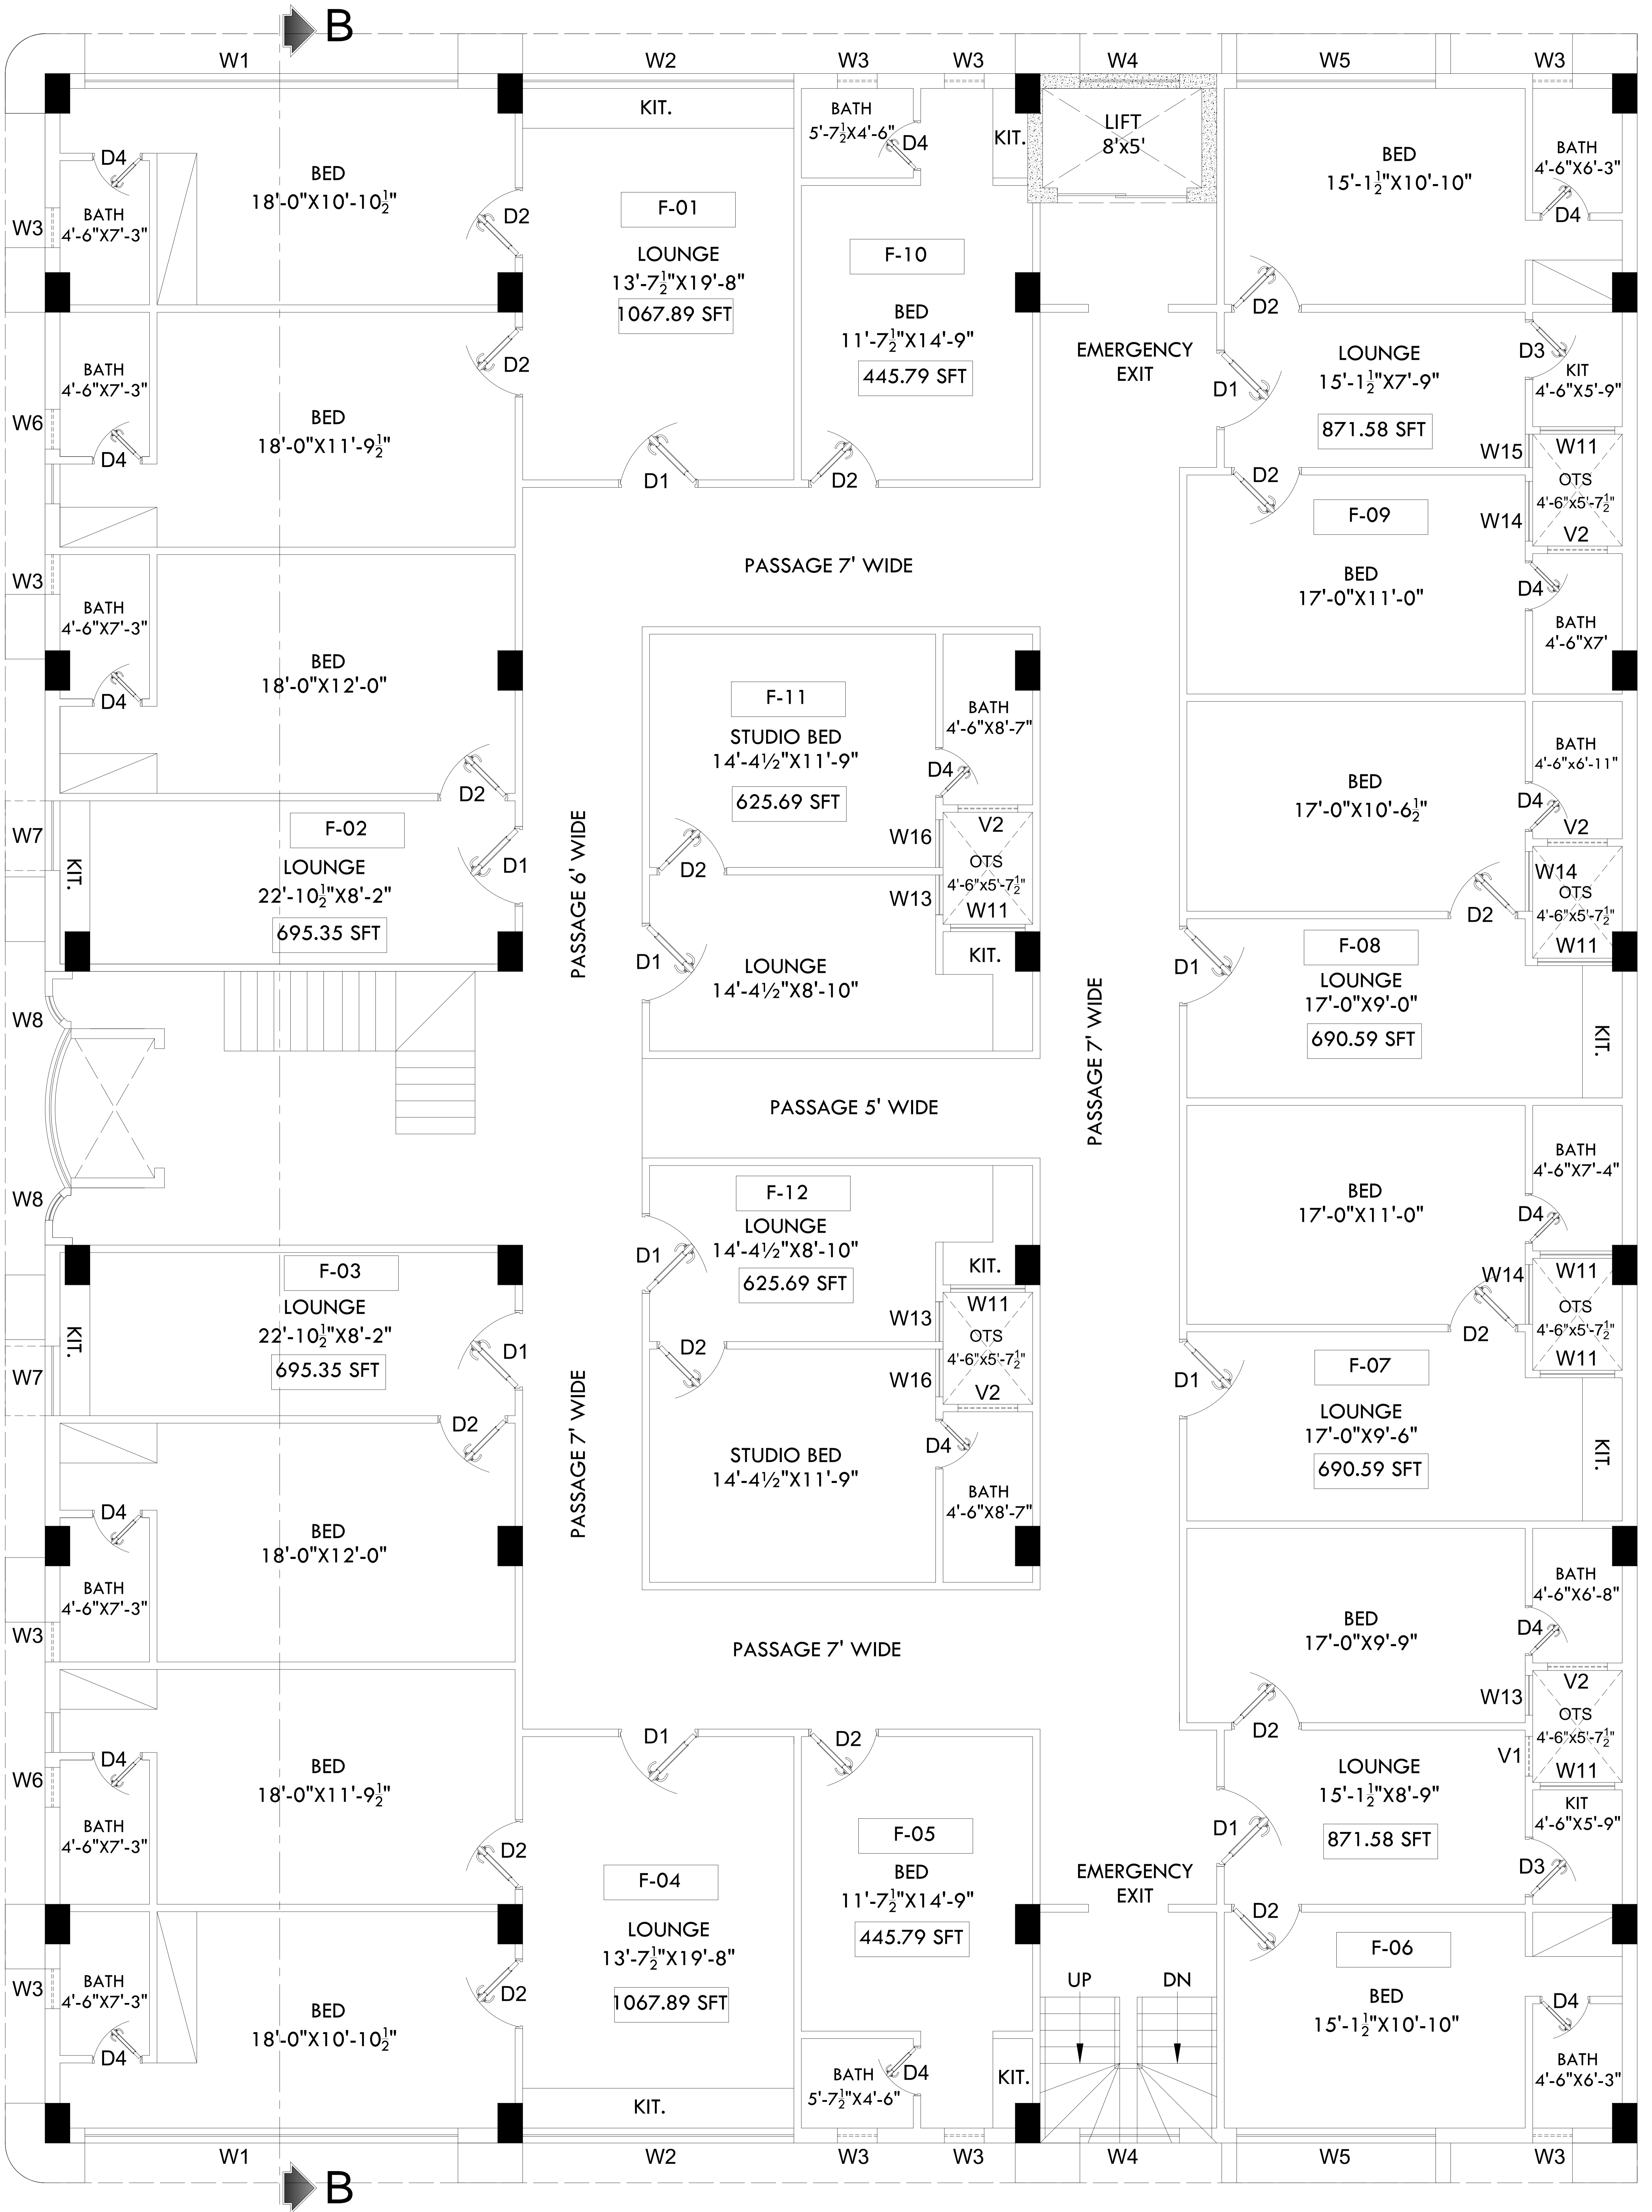 B
W1
W2
W3
W3
W4
W5
W3
KIT.
BATH
5'-7½"X4'-6"
D4
KIT.
LIFT
8'x5'
BED
15'-1½"X10'-10"
BATH
4'-6"X6'-3"
D4
D4
BED
18'-0"X10'-10½"
BATH
4'-6"X7'-3"
W3
D2
F-01
LOUNGE
13'-7½"X19'-8"
1067.89 SFT
F-10
BED
11'-7½"X14'-9"
445.79 SFT
D2
EMERGENCY
EXIT
D1
LOUNGE
15'-1½"X7'-9"
871.58 SFT
D3
KIT
4'-6"X5'-9"
D2
BATH
4'-6"X7'-3"
W6
BED
18'-0"X11'-9½"
D4
D1
D2
D2
W15
W11
OTS
4'-6"x5'-7½"
V2
W14
F-09
BED
17'-0"X11'-0"
D4
BATH
4'-6"X7'
PASSAGE 7' WIDE
W3
BATH
4'-6"X7'-3"
BED
18'-0"X12'-0"
D4
D2
F-11
STUDIO BED
14'-4½"X11'-9"
625.69 SFT
BATH
4'-6"X8'-7"
D4
V2
W16
OTS
4'-6"x5'-7½"
W13
W11
D2
KIT.
D1
LOUNGE
14'-4½"X8'-10"
BED
17'-0"X10'-6½"
BATH
4'-6"x6'-11"
D4
V2
W14
OTS
4'-6"x5'-7½"
W11
D2
W7
KIT.
F-02
LOUNGE
22'-10½"X8'-2"
695.35 SFT
D1
PASSAGE 6' WIDE
F-08
D1
LOUNGE
17'-0"X9'-0"
690.59 SFT
KIT.
W8
PASSAGE 7' WIDE
PASSAGE 5' WIDE
W8
BED
17'-0"X11'-0"
BATH
4'-6"X7'-4"
D4
W14
W11
OTS
4'-6"x5'-7½"
W11
D2
F-12
LOUNGE
14'-4½"X8'-10"
625.69 SFT
D1
KIT.
W13
W11
OTS
4'-6"x5'-7½"
W16
V2
D2
F-03
LOUNGE
22'-10½"X8'-2"
695.35 SFT
KIT.
W7
D1
D2
PASSAGE 7' WIDE
D1
F-07
LOUNGE
17'-0"X9'-6"
690.59 SFT
KIT.
STUDIO BED
14'-4½"X11'-9"
D4
BATH
4'-6"X8'-7"
D4
BED
18'-0"X12'-0"
BATH
4'-6"X7'-3"
W3
PASSAGE 7' WIDE
BED
17'-0"X9'-9"
BATH
4'-6"X6'-8"
D4
V2
W13
OTS
4'-6"x5'-7½"
V1
W11
D2
D4
W6
BED
18'-0"X11'-9½"
BATH
4'-6"X7'-3"
D2
D1
D2
LOUNGE
15'-1½"X8'-9"
871.58 SFT
KIT
4'-6"X5'-9"
D1
D3
F-05
BED
11'-7½"X14'-9"
445.79 SFT
EMERGENCY
EXIT
F-04
LOUNGE
13'-7½"X19'-8"
1067.89 SFT
D2
F-06
BED
15'-1½"X10'-10"
D4
BATH
4'-6"X6'-3"
UP
DN
BATH
4'-6"X7'-3"
W3
D2
BED
18'-0"X10'-10½"
D4
KIT.
BATH
5'-7½"X4'-6"
D4
KIT.
W1
W2
W3
W3
W4
W5
W3
B